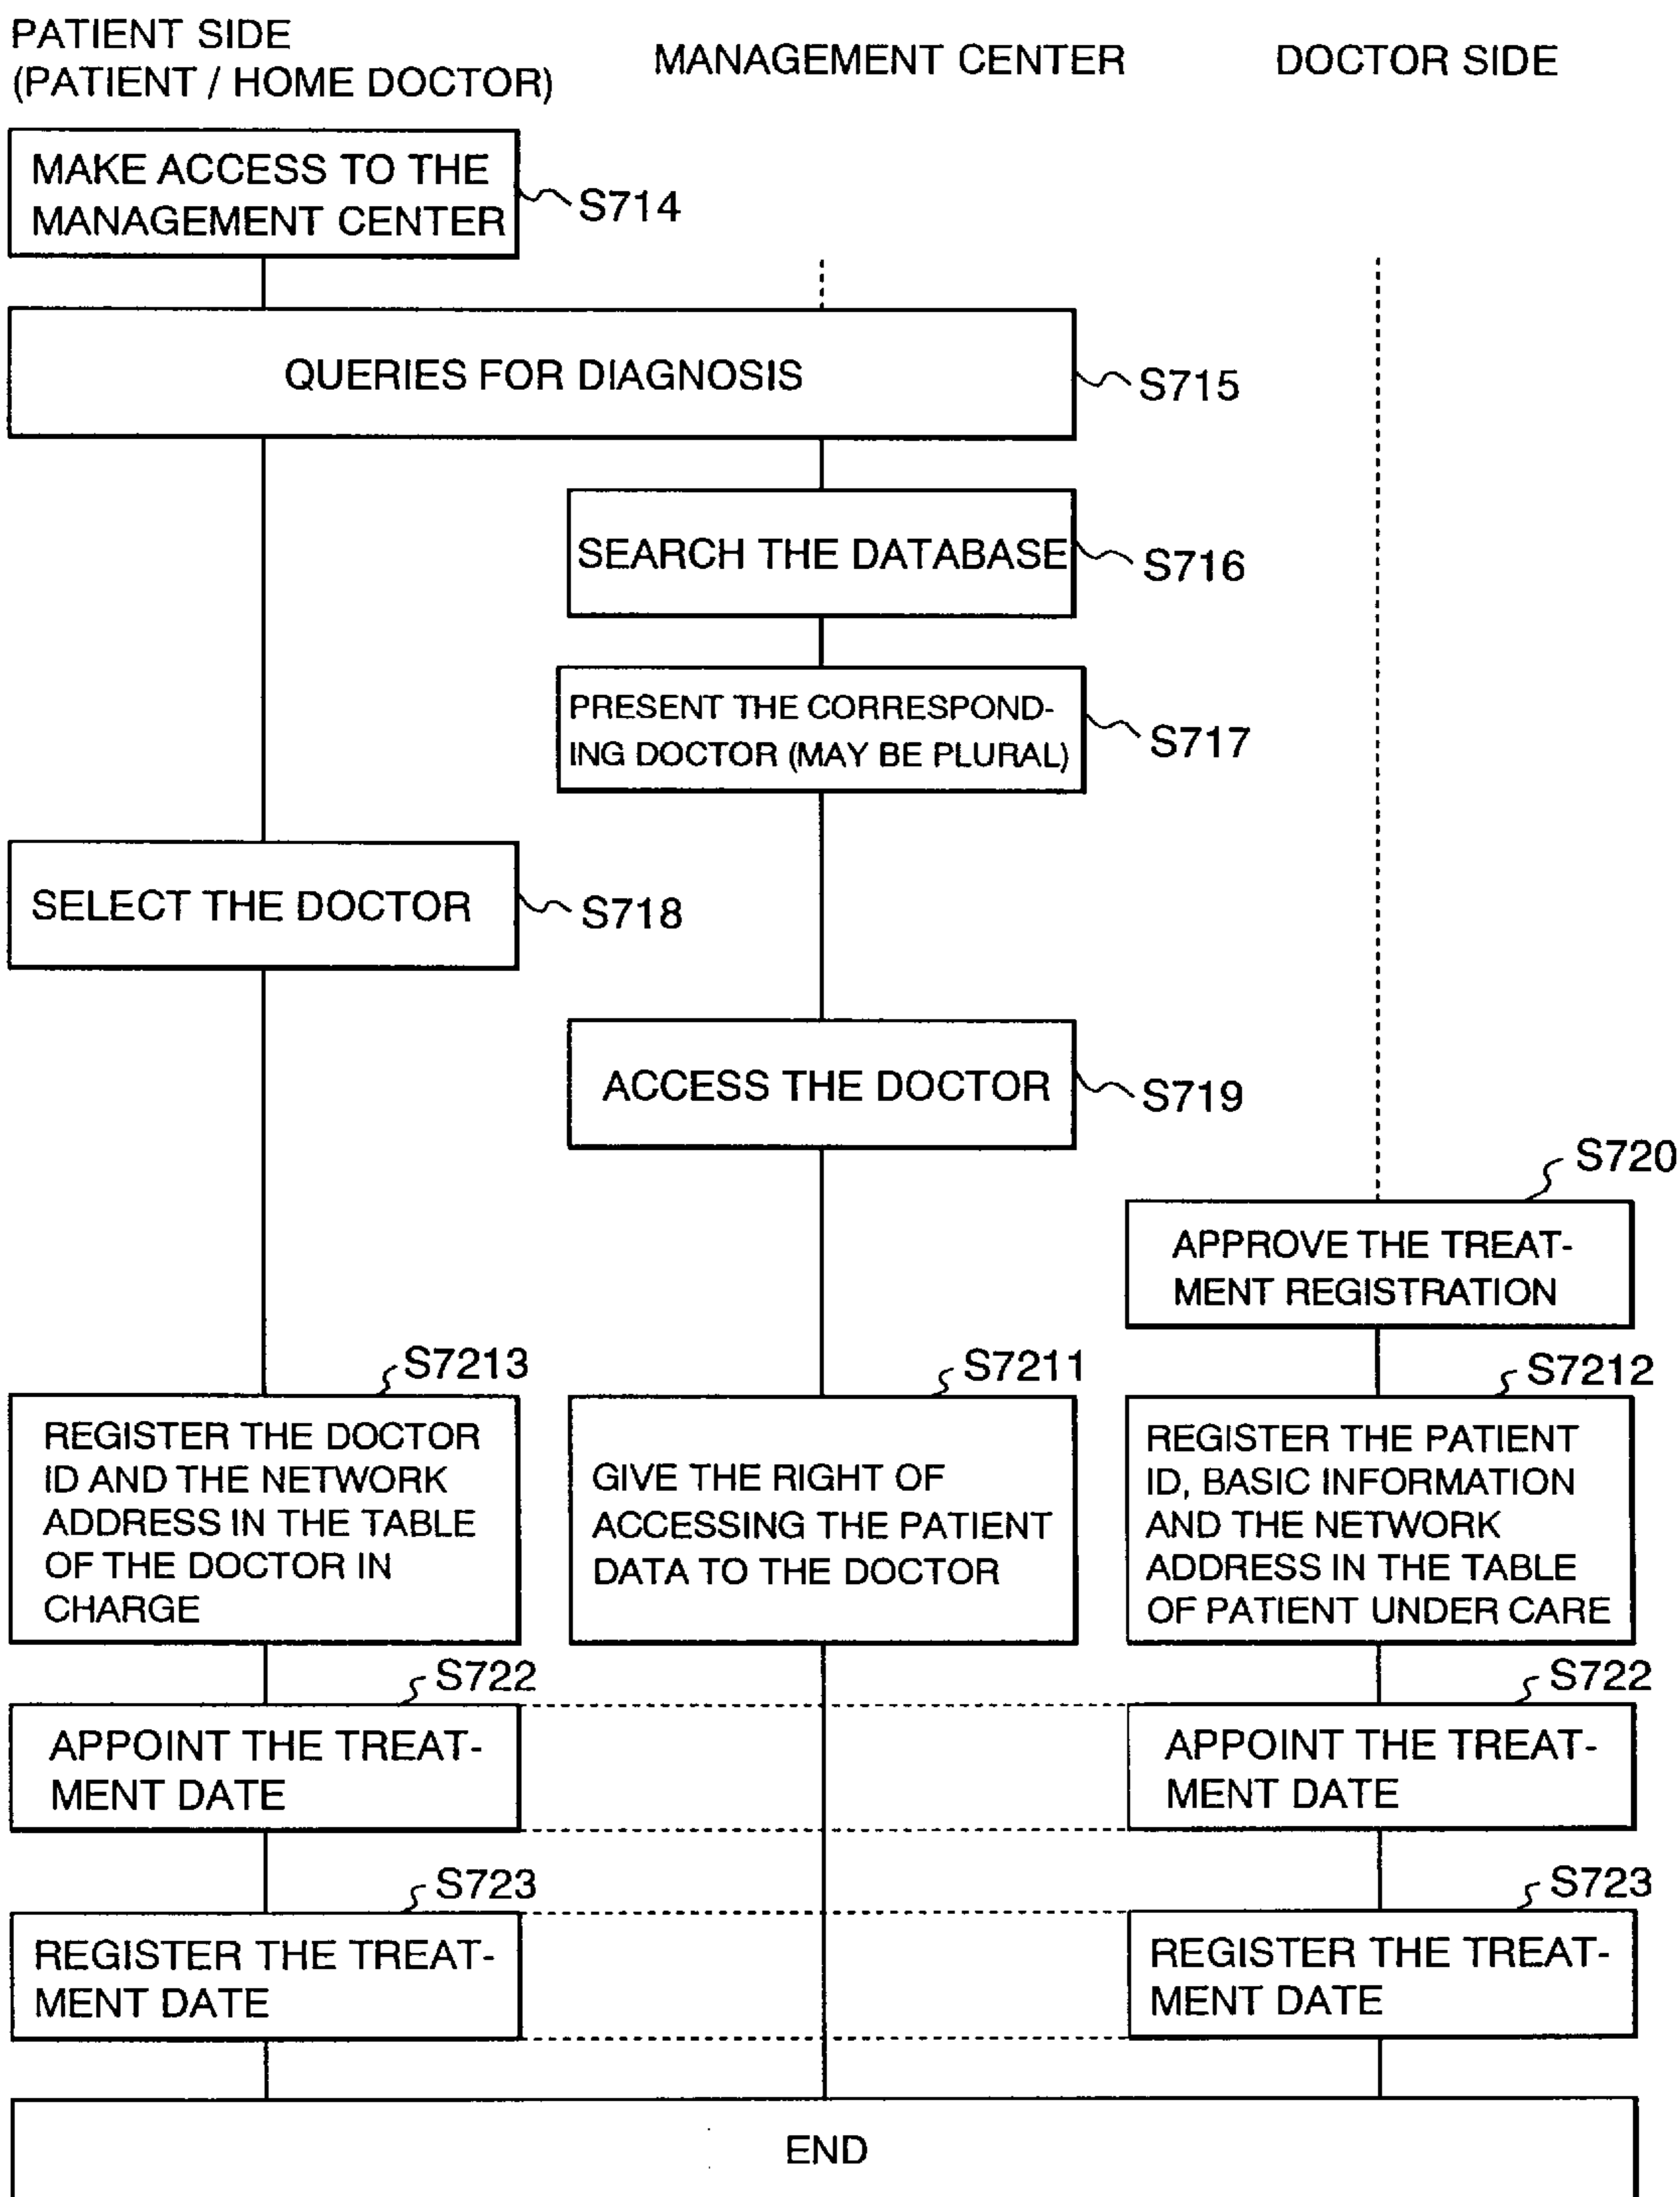 PATIENT SIDE
(PATIENT / HOME DOCTOR)
MANAGEMENT CENTER
DOCTOR SIDE
MAKE ACCESS TO THE
MANAGEMENT CENTER
S714
QUERIES FOR DIAGNOSIS
S715
SEARCH THE DATABASE
S716
PRESENT THE CORRESPOND-
ING DOCTOR (MAY BE PLURAL)
S717
SELECT THE DOCTOR
S718
ACCESS THE DOCTOR
S719
S720
APPROVE THE TREAT-
MENT REGISTRATION
S7213
REGISTER THE DOCTOR
ID AND THE NETWORK
ADDRESS IN THE TABLE
OF THE DOCTOR IN
CHARGE
S7211
GIVE THE RIGHT OF
ACCESSING THE PATIENT
DATA TO THE DOCTOR
S7212
REGISTER THE PATIENT
ID, BASIC INFORMATION
AND THE NETWORK
ADDRESS IN THE TABLE
OF PATIENT UNDER CARE
S722
APPOINT THE TREAT-
MENT DATE
S722
APPOINT THE TREAT-
MENT DATE
S723
REGISTER THE TREAT-
MENT DATE
S723
REGISTER THE TREAT-
MENT DATE
END